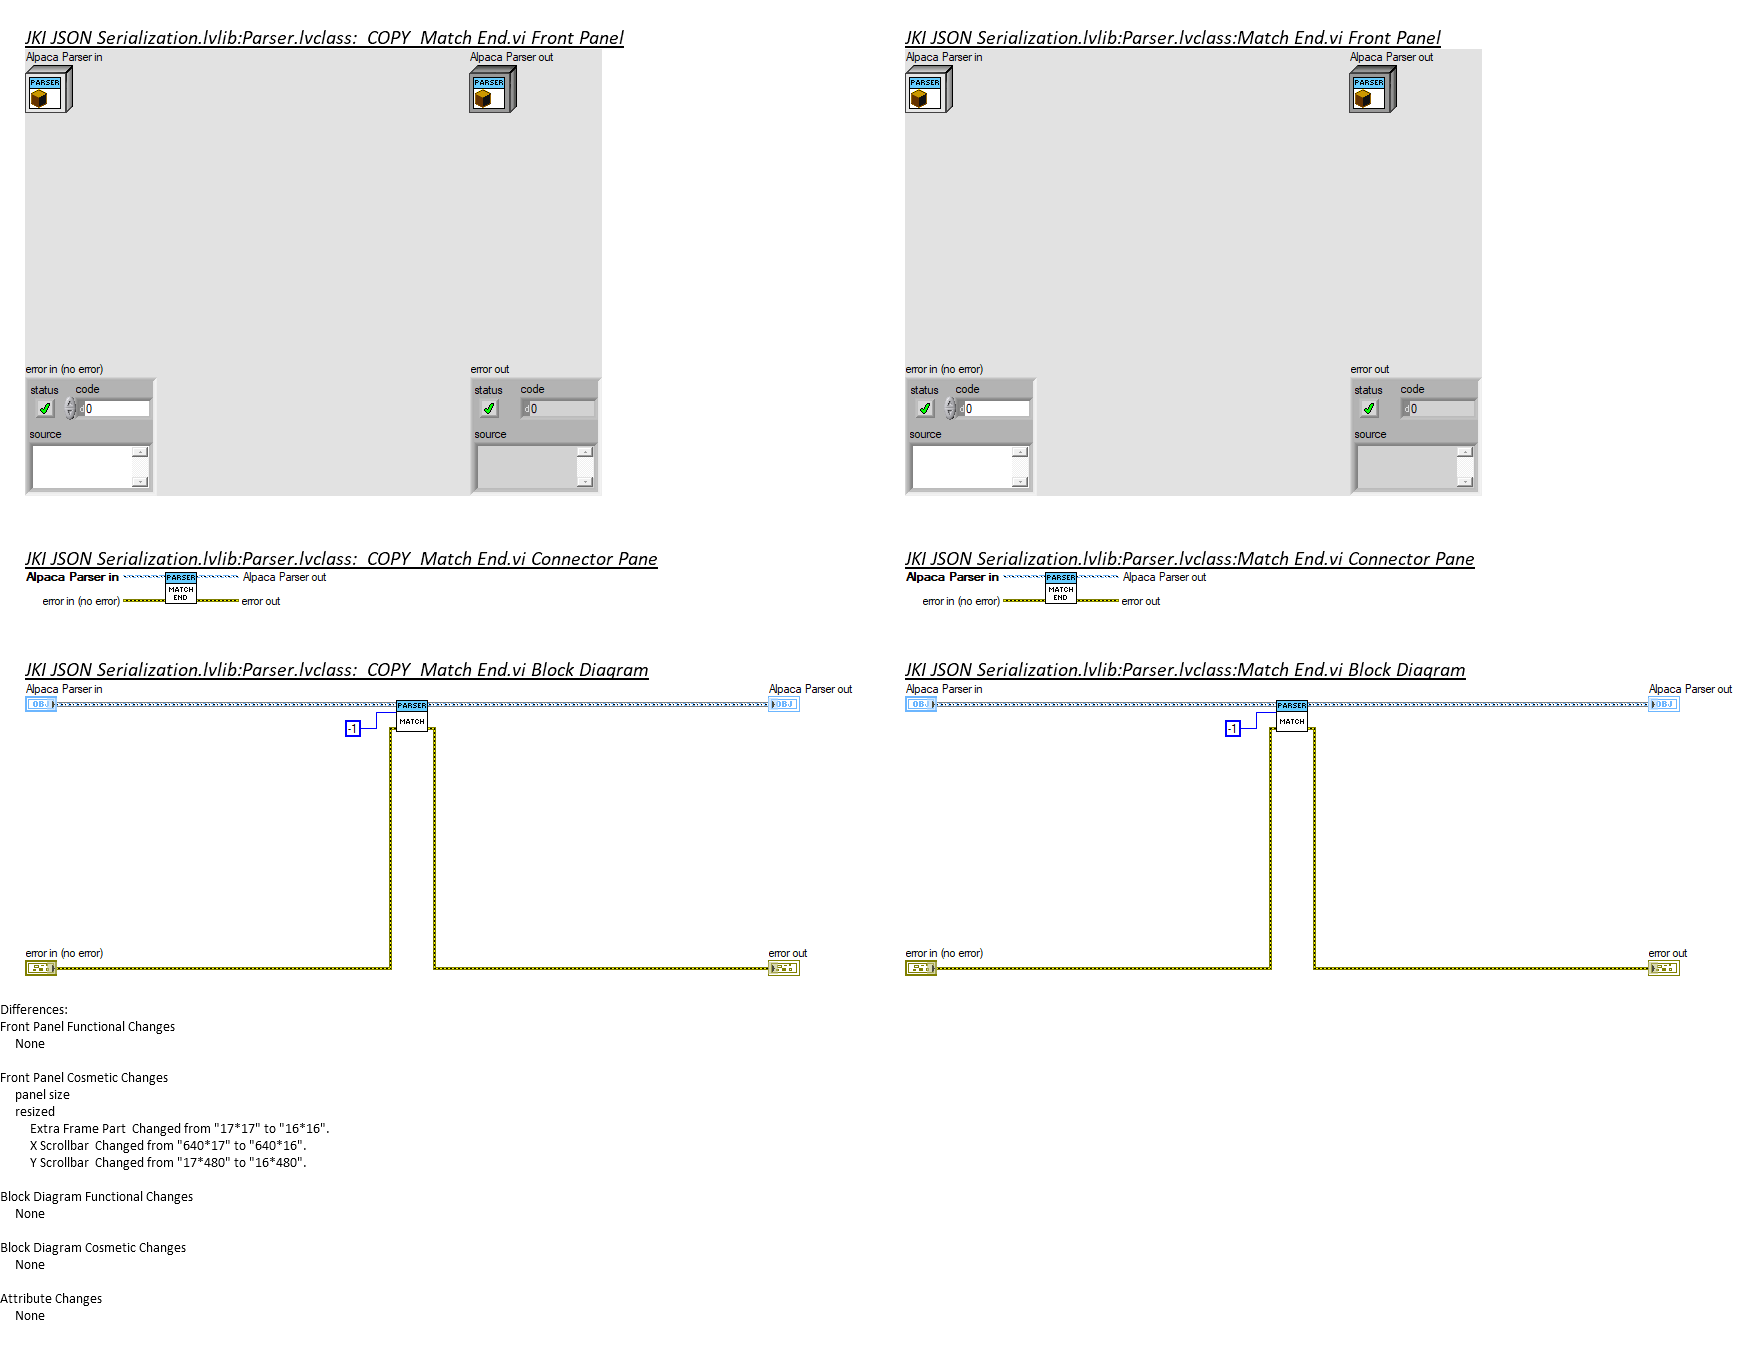 JKI JSON Serialization.lvlib:Parser.lvclass:  COPY  Match End.vi Front Panel
Alpaca Parser in
Alpaca Parser out
PARSER
PARSER
error in (no error)
error out
status code
0
status code
d0
source
source
JKI JSON Serialization.lvlib:Parser.lvclass:Match End.vi Front Panel
Alpaca Parser in
Alpaca Parser out
PARSER
PARSER
error in (no error)
error out
status code
d0
status code
d0
source
source
JKI JSON Serialization.lvlib:Parser.lvclass:  COPY  Match End.vi Connector Pane
Alpaca Parser in
PARSER
Alpaca Parser out
MATCH
END
error in (no error)
error out
JKI JSON Serialization.lvlib:Parser.lvclass:Match End.vi Connector Pane
Alpaca Parser in
PARSER
Alpaca Parser out
MATCH
END
error in (no error)
error out
JKI JSON Serialization.lvlib:Parser.lvclass:  COPY  Match End.vi Block Diagram
Alpaca Parser in
Alpaca Parser out
OBJ
PARSER
OBJ
MATCH
-1
error in (no error)
error out
JKI JSON Serialization.lvlib:Parser.lvclass:Match End.vi Block Diagram
Alpaca Parser in
Alpaca Parser out
OBJ
PARSER
OBJ
MATCH
-1
error in (no error)
error out
Differences:
Front Panel Functional Changes
None
Front Panel Cosmetic Changes
panel size
resized
Extra Frame Part  Changed from "17*17" to "16*16".
X Scrollbar  Changed from "640*17" to "640*16".
Y Scrollbar  Changed from "17*480" to "16*480".
Block Diagram Functional Changes
None
Block Diagram Cosmetic Changes
None
Attribute Changes
None